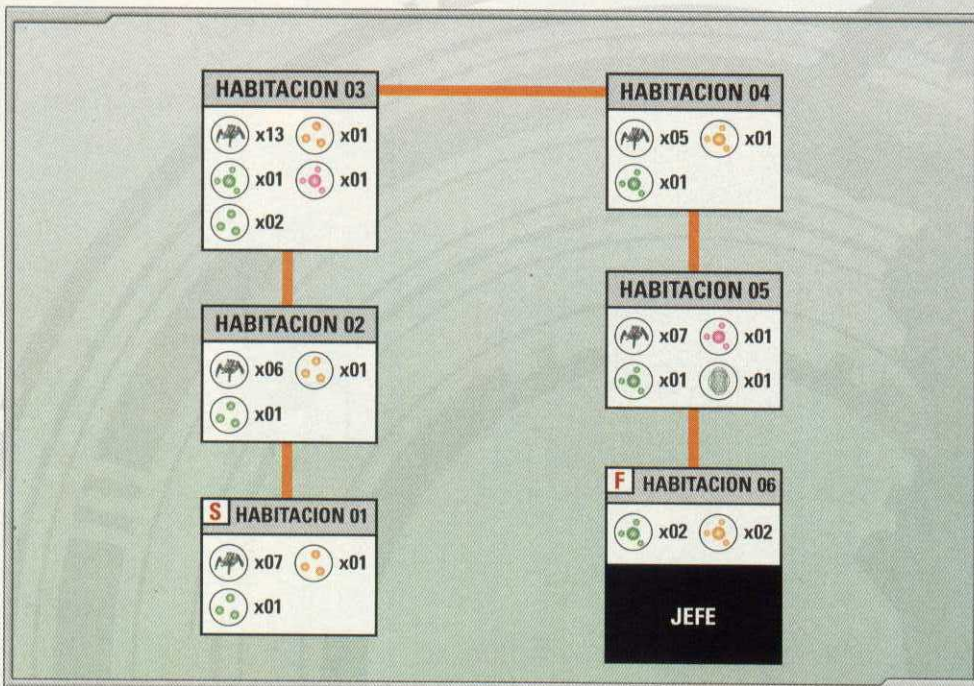 HABITACION 03
x13 x01
x01 x01
x02
HABITACION 04
x05 x01
x01
HABITACION 02
x06 x01
x01
HABITACION 05
x07 x01
x01 x01
S HABITACION 01
x07 x01
x01
F HABITACION 06
x02 x02
JEFE